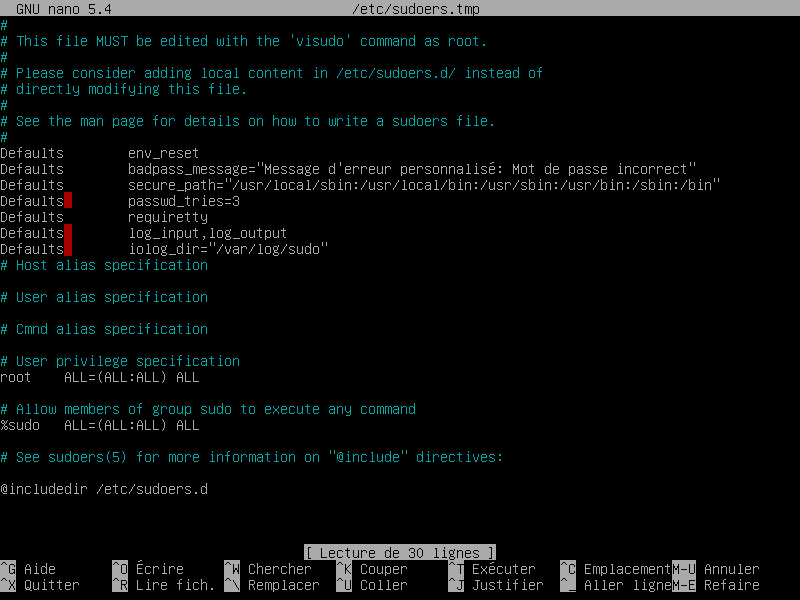 GNU nano 5.4 /etc/sudoers.tmp
#
# This file MUST be edited with the 'visudo' command as root.
#
# Please consider adding local content in /etc/sudoers.d/ instead of
# directly modifying this file.
#
# See the man page for details on how to write a sudoers file.
#
Defaults env_reset
Defaults badpass_message="Message d'erreur personnalisé: Mot de passe incorrect"
Defaults secure_path="/usr/local/sbin:/usr/local/bin:/usr/sbin:/usr/bin:/sbin:/bin"
Defaults passwd_tries=3
Defaults requiretty
Defaults log_input,log_output
Defaults iolog_dir="/var/log/sudo"
# Host alias specification
# User alias specification
# Cmnd alias specification
# User privilege specification
root ALL=(ALL:ALL) ALL
# Allow members of group sudo to execute any command
%sudo ALL=(ALL:ALL) ALL
# See sudoers(5) for more information on "@include" directives:
@includedir /etc/sudoers.d
[ Lecture de 30 lignes ]
^G Aide ^O Écrire ^W Chercher ^K Couper ^T Exécuter ^C Emplacement M-U Annuler
^X Quitter ^R Lire fich. ^\ Remplacer ^U Coller ^J Justifier ^_ Aller ligne M-E Refaire